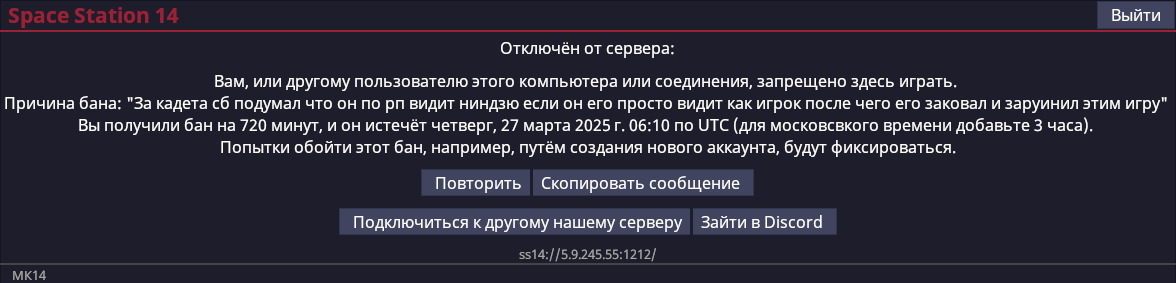 Space Station 14
Выйти
Отключён от сервера:
Вам, или другому пользователю этого компьютера или соединения, запрещено здесь играть.
Причина бана: "За кадета сб подумал что он по рп видит ниндзю если он его просто видит как игрок после чего его заковал и заруинил этим игру"
Вы получили бан на 720 минут, и он истечёт четверг, 27 марта 2025 г. 06:10 по UTC (для московсвкого времени добавьте 3 часа).
Попытки обойти этот бан, например, путём создания нового аккаунта, будут фиксироваться.
Повторить
Скопировать сообщение
Подключиться к другому нашему серверу
Зайти в Discord
ss14://5.9.245.55:1212/
МК14